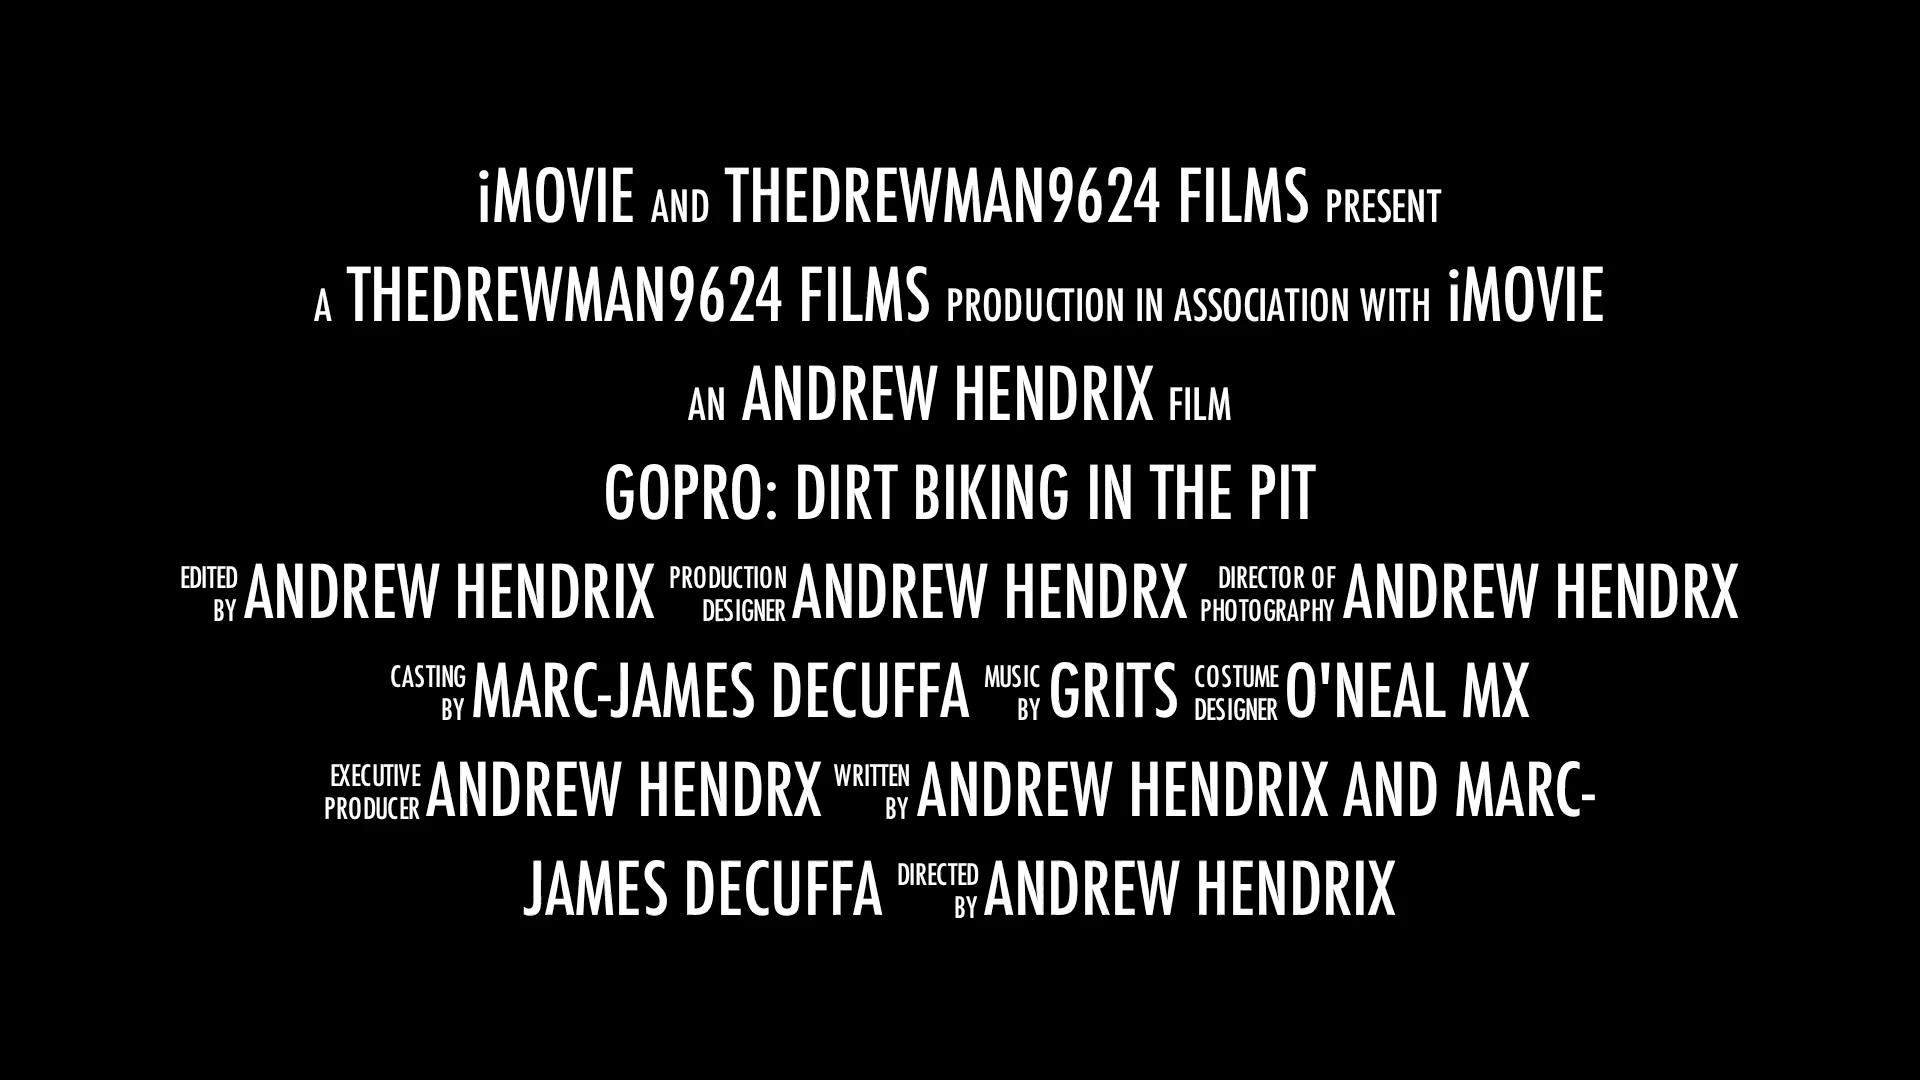 iMOVIE AND THEDREWMAN9624 FILMS PRESENT
A THEDREWMAN9624 FILMS PRODUCTION IN ASSOCIATION WITH iMOVIE
AN ANDREW HENDRIX FILM
GOPRO: DIRT BIKING IN THE PIT
EDITED BY ANDREW HENDRIX PRODUCTION DESIGNER ANDREW HENDRX DIRECTOR OF PHOTOGRAPHY ANDREW HENDRX
CASTING BY MARC-JAMES DECUFFA MUSIC BY GRITS COSTUME DESIGNER O'NEAL MX
EXECUTIVE PRODUCER ANDREW HENDRX WRITTEN BY ANDREW HENDRIX AND MARC-
JAMES DECUFFA DIRECTED BY ANDREW HENDRIX